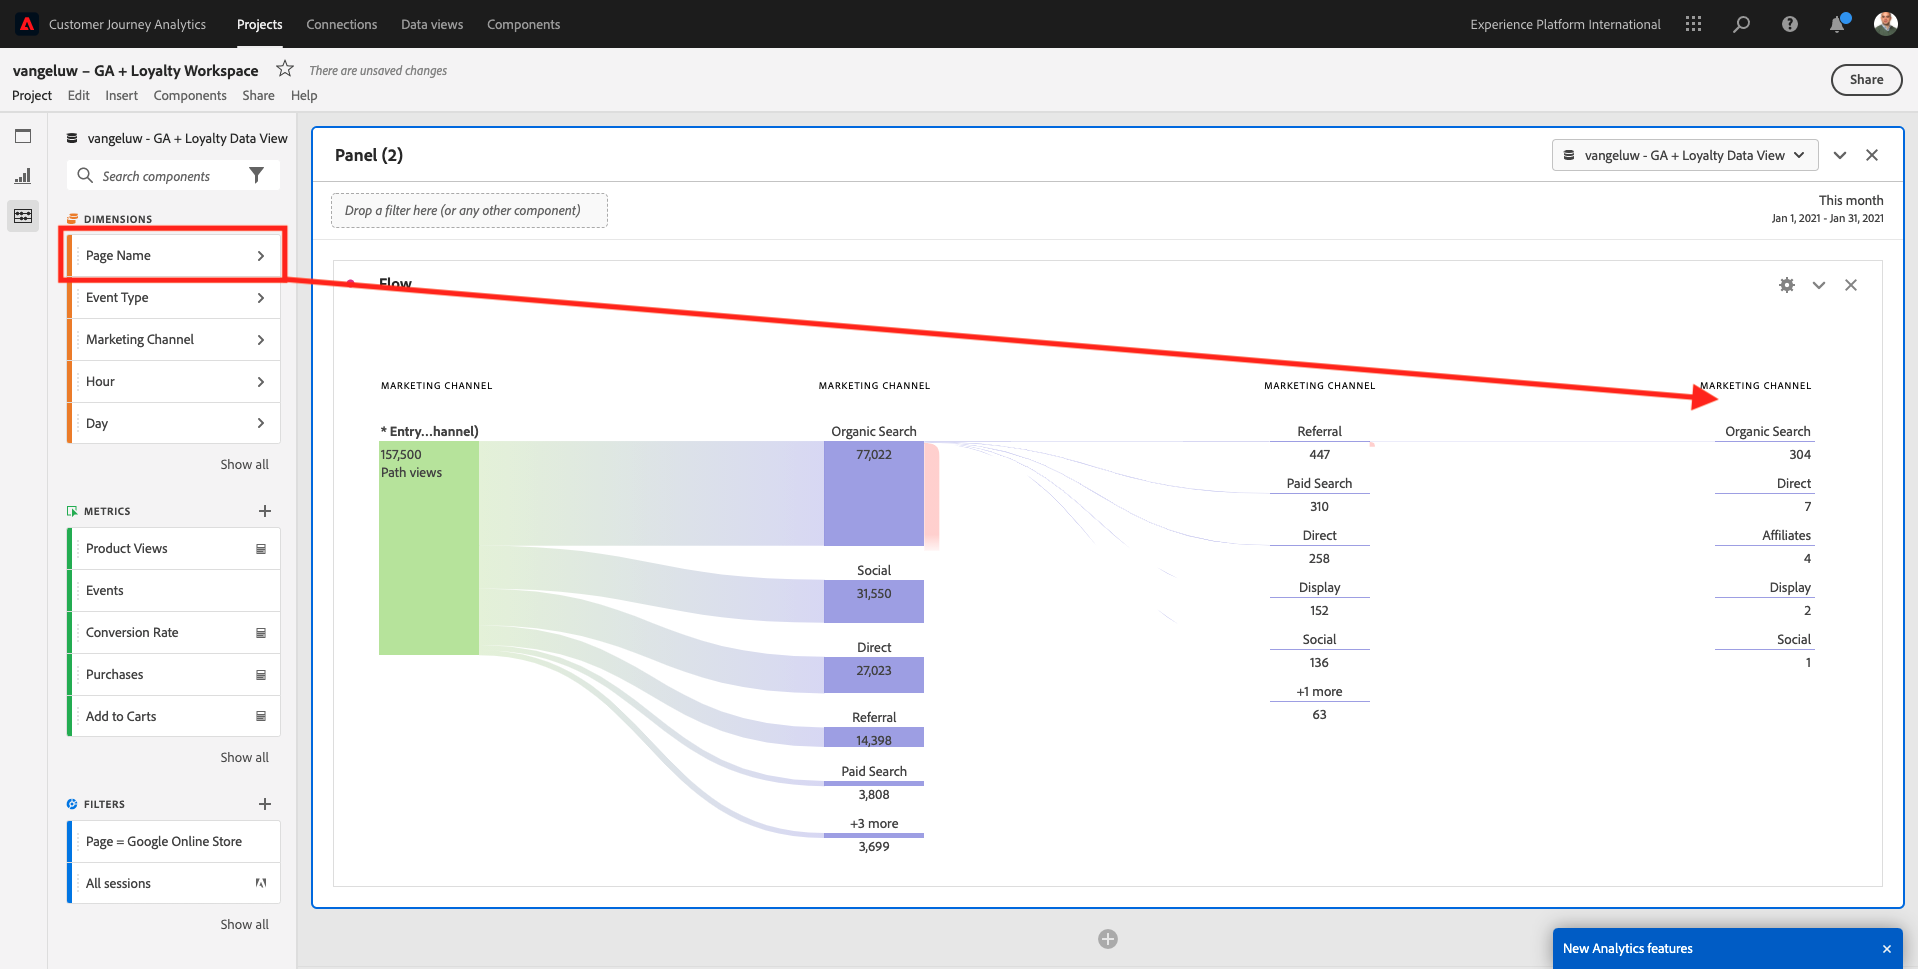 Customer Journey Analytics
Projects
Connections
Data views
Components
Experience Platform International
vangeluw – GA + Loyalty Workspace
There are unsaved changes
Project
Edit
Insert
Components
Share
Help
Share
vangeluw - GA + Loyalty Data View
Search components
DIMENSIONS
Page Name
Event Type
Marketing Channel
Hour
Day
Show all
METRICS
Product Views
Events
Conversion Rate
Purchases
Add to Carts
Show all
FILTERS
Page = Google Online Store
All sessions
Show all
Panel (2)
vangeluw - GA + Loyalty Data View
Drop a filter here (or any other component)
This month
Jan 1, 2021 - Jan 31, 2021
Flow
MARKETING CHANNEL
* Entry...hannel)
157,500
Path views
MARKETING CHANNEL
Organic Search
77,022
Social
31,550
Direct
27,023
Referral
14,398
Paid Search
3,808
+3 more
3,699
MARKETING CHANNEL
Referral
447
Paid Search
310
Direct
258
Display
152
Social
136
+1 more
63
MARKETING CHANNEL
Organic Search
304
Direct
7
Affiliates
4
Display
2
Social
1
New Analytics features